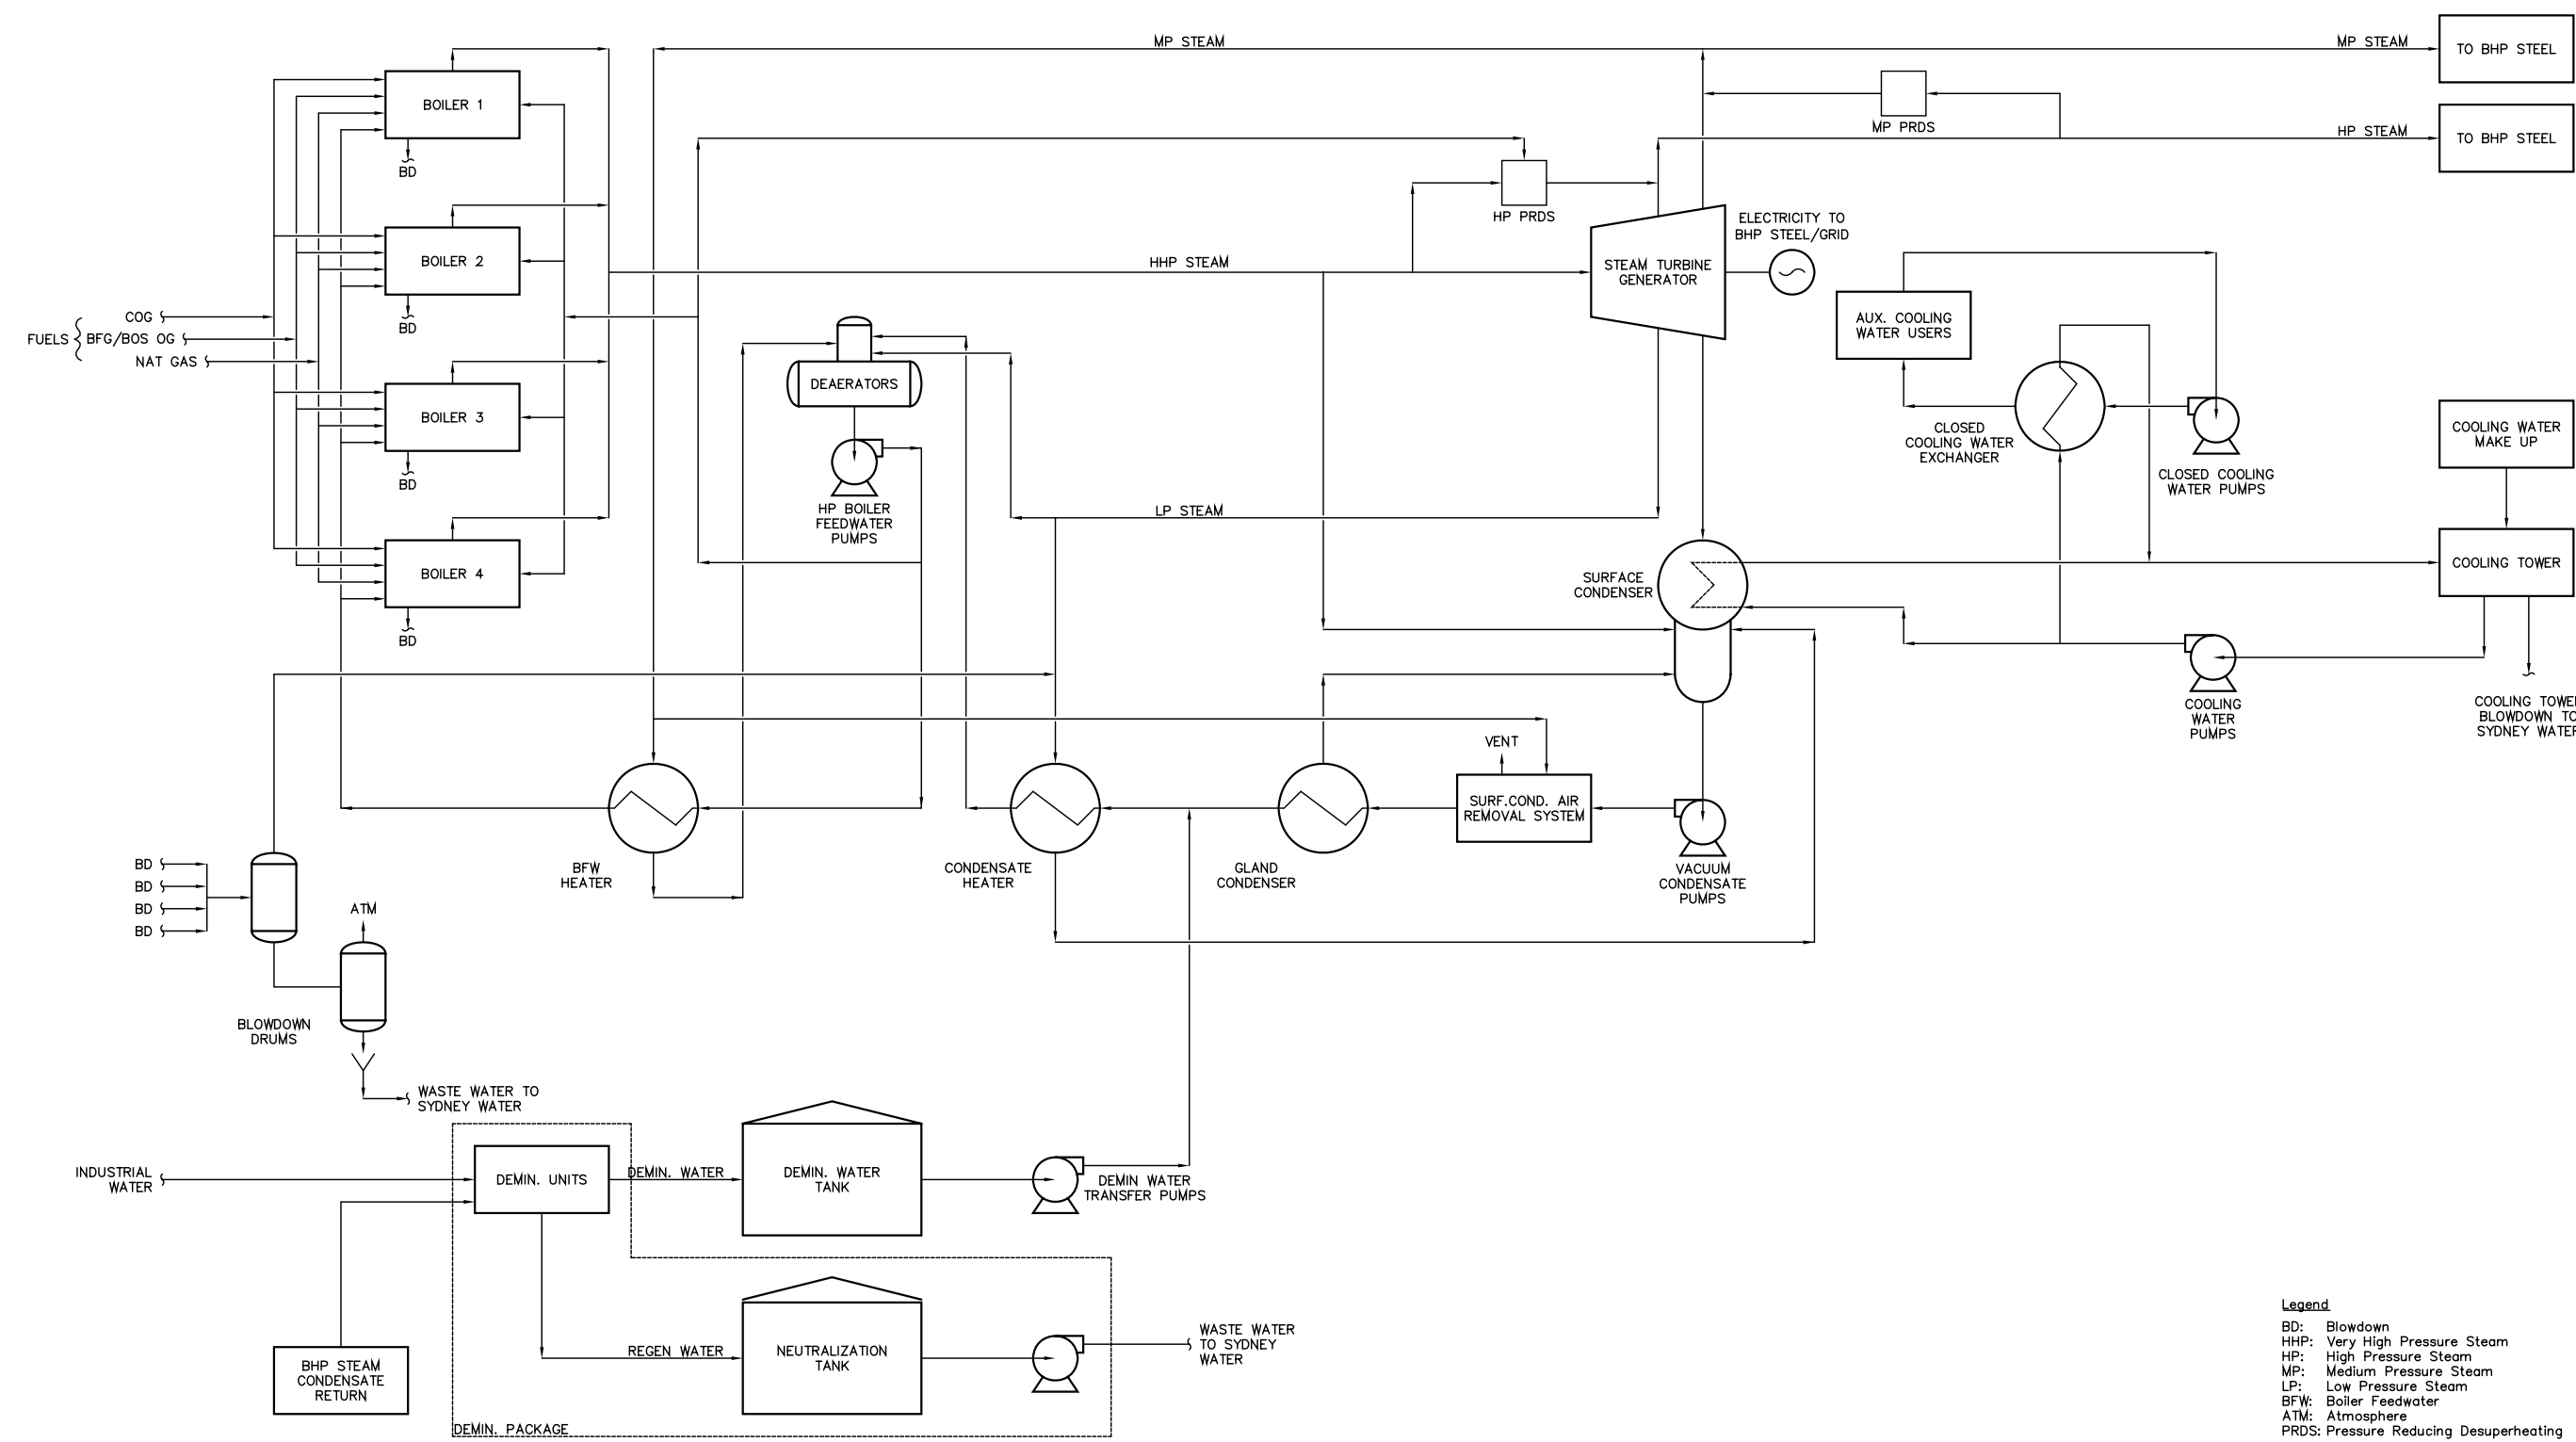 MP STEAM
MP STEAM
TO BHP STEEL
BOILER 1
MP PRDS
HP STEAM
TO BHP STEEL
BD
HP PRDS
ELECTRICITY TO
BHP STEEL/GRID
BOILER 2
HHP STEAM
STEAM TURBINE
GENERATOR
BD
COG
FUELS
BFG/BOS OG
NAT GAS
AUX. COOLING
WATER USERS
DEAERATORS
BOILER 3
BD
CLOSED
COOLING WATER
EXCHANGER
CLOSED COOLING
WATER PUMPS
COOLING WATER
MAKE UP
HP BOILER
FEEDWATER
PUMPS
LP STEAM
BOILER 4
BD
SURFACE
CONDENSER
COOLING TOWER
COOLING
WATER
PUMPS
COOLING TOWE
BLOWDOWN TO
SYDNEY WATER
VENT
SURF.COND. AIR
REMOVAL SYSTEM
BFW
HEATER
CONDENSATE
HEATER
GLAND
CONDENSER
VACUUM
CONDENSATE
PUMPS
BD
BD
BD
BD
ATM
BLOWDOWN
DRUMS
WASTE WATER TO
SYDNEY WATER
INDUSTRIAL
WATER
DEMIN. UNITS
DEMIN. WATER
DEMIN. WATER
TANK
DEMIN WATER
TRANSFER PUMPS
BHP STEAM
CONDENSATE
RETURN
REGEN WATER
NEUTRALIZATION
TANK
WASTE WATER
TO SYDNEY
WATER
DEMIN. PACKAGE
Legend
BD: Blowdown
HHP: Very High Pressure Steam
HP: High Pressure Steam
MP: Medium Pressure Steam
LP: Low Pressure Steam
BFW: Boiler Feedwater
ATM: Atmosphere
PRDS: Pressure Reducing Desuperheating